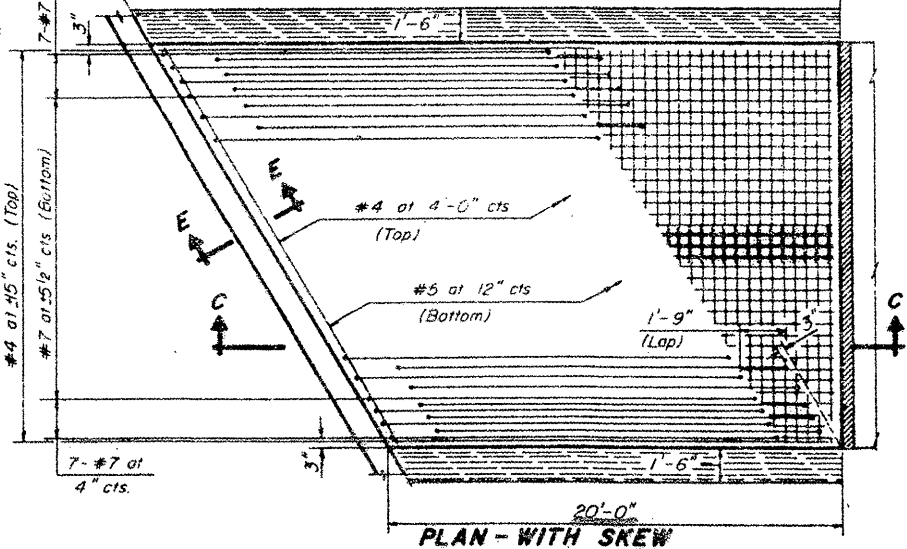 7-#7
3"
1'-6"
#4 at ±15" cts. (Top)
#7 at ±5½" cts (Bottom)
E
E
#4 at 4'-0" cts
(Top)
#5 at 12" cts
(Bottom)
C
C
1'-9"
(Lap)
3"
7-#7 at
4" cts.
3"
1'-6"
20'-0"
PLAN - WITH SKEW